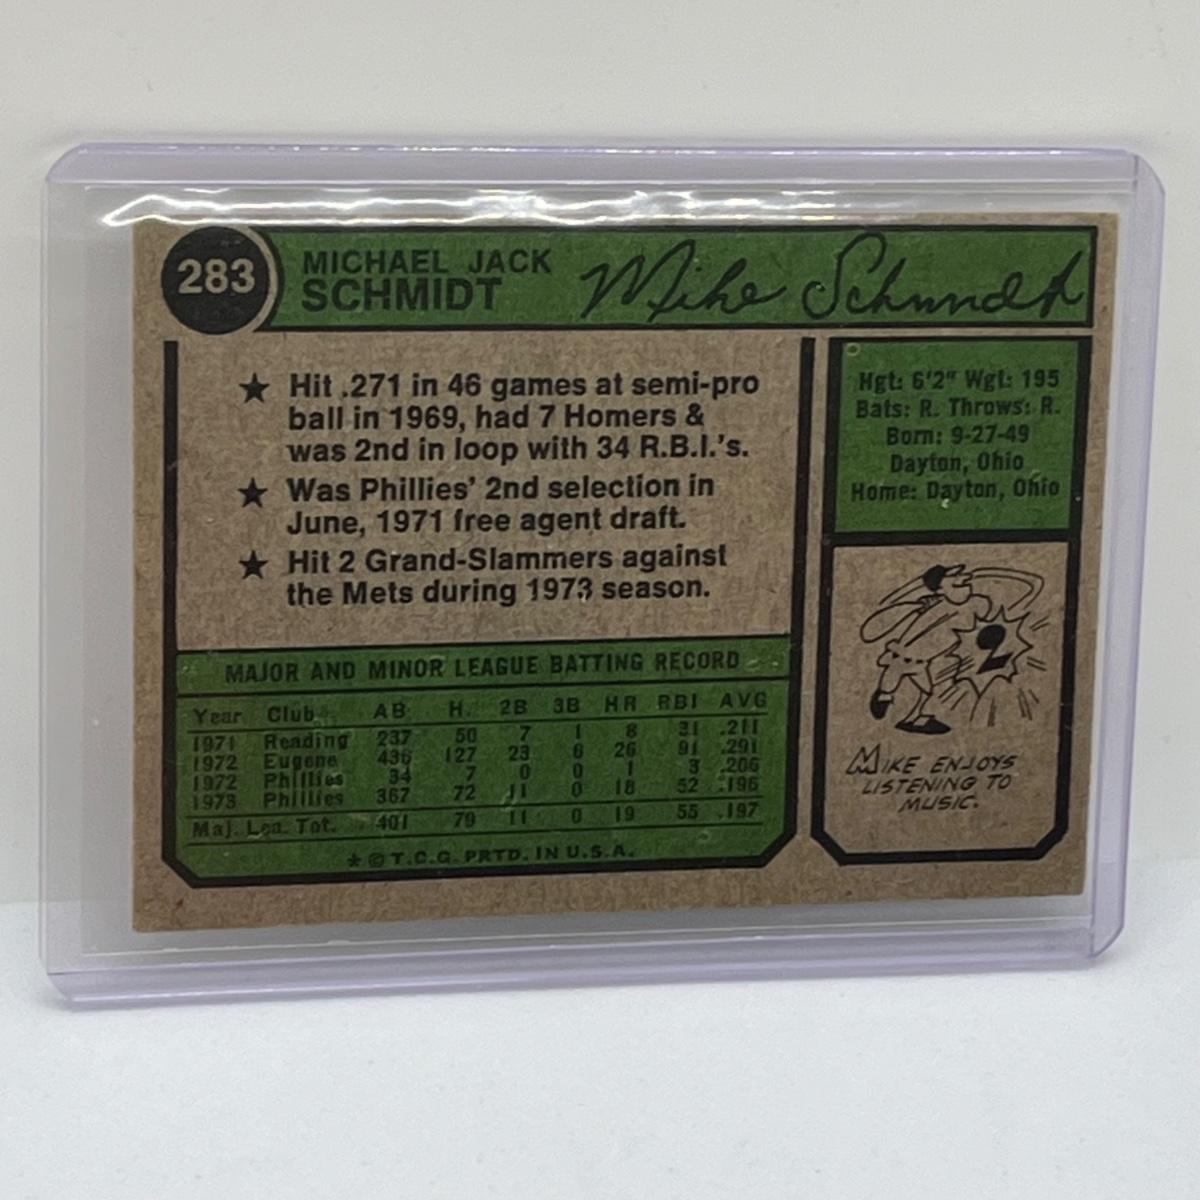 283
MICHAEL JACK
SCHMIDT
Mike Schmidt
★ Hit .271 in 46 games at semi-pro
ball in 1969, had 7 Homers &
was 2nd in loop with 34 R.B.I.'s.
★ Was Phillies' 2nd selection in
June, 1971 free agent draft.
★ Hit 2 Grand-Slammers against
the Mets during 1973 season.
MAJOR AND MINOR LEAGUE BATTING RECORD
Year Club AB H. 2B 3B HR RBI AVG
1971 Reading 237 50 7 1 8 31 .211
1972 Eugene 436 127 23 6 26 91 .291
1972 Phillies 34 7 0 0 1 3 .206
1973 Phillies 367 72 11 0 18 52 .196
Maj. Lea. Tot. 401 79 11 0 19 55 .197
★ © T.C.G. PRTD. IN U.S.A.
Hgt: 6'2" Wgt: 195
Bats: R. Throws: R.
Born: 9-27-49
Dayton, Ohio
Home: Dayton, Ohio
2
MIKE ENJOYS
LISTENING TO
MUSIC.